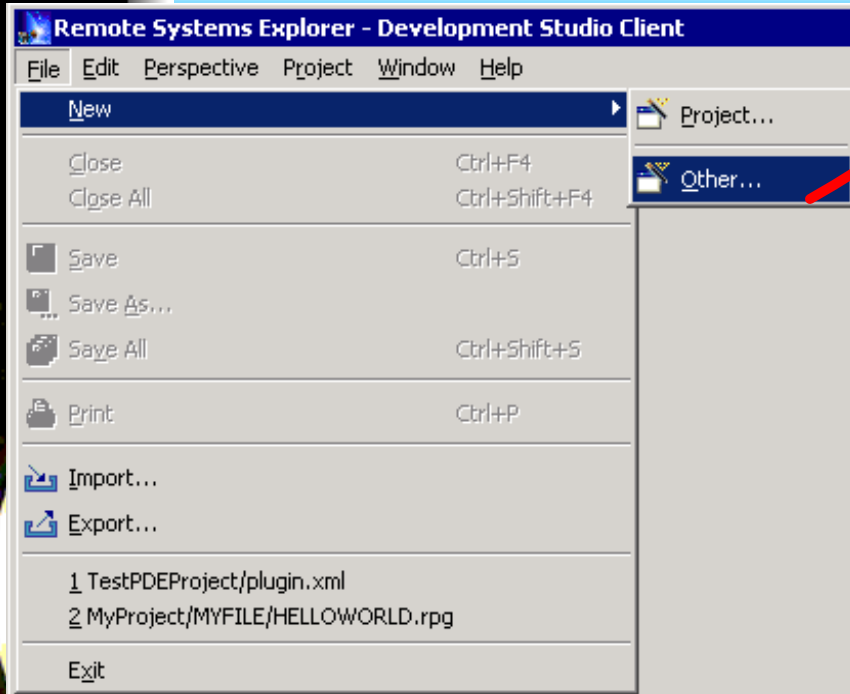 Remote Systems Explorer - Development Studio Client
File Edit Perspective Project Window Help
New
Project...
Other...
Close Ctrl+F4
Close All Ctrl+Shift+F4
Save Ctrl+S
Save As...
Save All Ctrl+Shift+S
Print Ctrl+P
Import...
Export...
1 TestPDEProject/plugin.xml
2 MyProject/MYFILE/HELLOWORLD.rpg
Exit